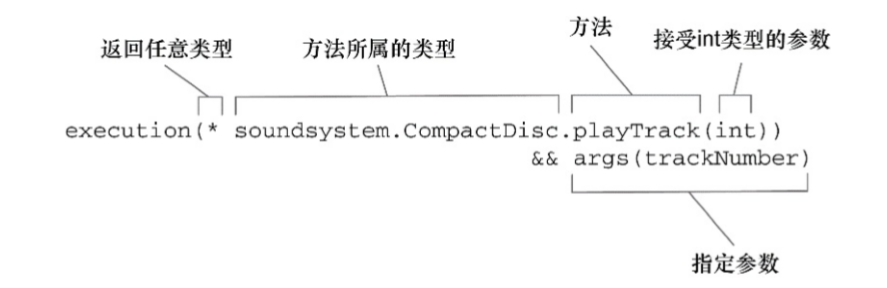 方法
返回任意类型
方法所属的类型
接受int类型的参数
execution(* soundsystem.CompactDisc.playTrack(int))
&& args(trackNumber)
指定参数